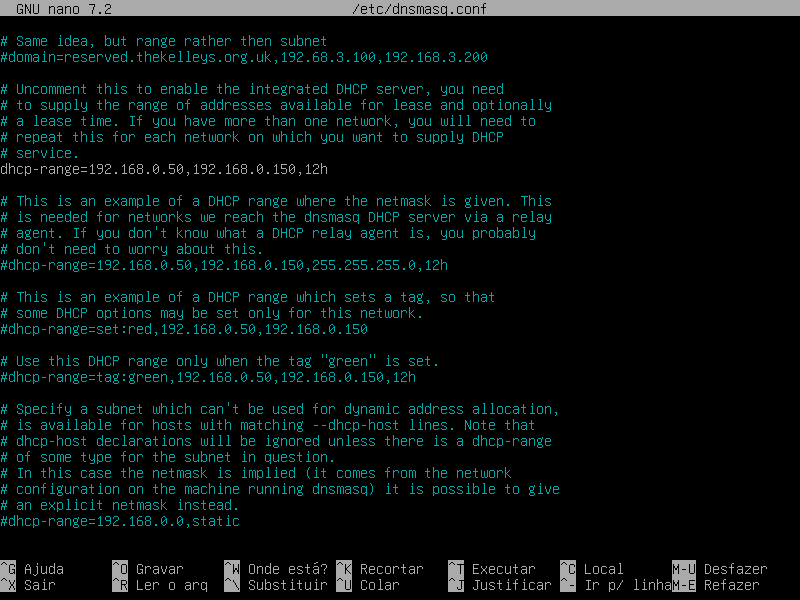 GNU nano 7.2 /etc/dnsmasq.conf
# Same idea, but range rather then subnet
#domain=reserved.thekelleys.org.uk,192.68.3.100,192.168.3.200
# Uncomment this to enable the integrated DHCP server, you need
# to supply the range of addresses available for lease and optionally
# a lease time. If you have more than one network, you will need to
# repeat this for each network on which you want to supply DHCP
# service.
dhcp-range=192.168.0.50,192.168.0.150,12h
# This is an example of a DHCP range where the netmask is given. This
# is needed for networks we reach the dnsmasq DHCP server via a relay
# agent. If you don't know what a DHCP relay agent is, you probably
# don't need to worry about this.
#dhcp-range=192.168.0.50,192.168.0.150,255.255.255.0,12h
# This is an example of a DHCP range which sets a tag, so that
# some DHCP options may be set only for this network.
#dhcp-range=set:red,192.168.0.50,192.168.0.150
# Use this DHCP range only when the tag "green" is set.
#dhcp-range=tag:green,192.168.0.50,192.168.0.150,12h
# Specify a subnet which can't be used for dynamic address allocation,
# is available for hosts with matching --dhcp-host lines. Note that
# dhcp-host declarations will be ignored unless there is a dhcp-range
# of some type for the subnet in question.
# In this case the netmask is implied (it comes from the network
# configuration on the machine running dnsmasq) it is possible to give
# an explicit netmask instead.
#dhcp-range=192.168.0.0,static
^G Ajuda ^O Gravar ^W Onde está? ^K Recortar ^T Executar ^C Local M-U Desfazer
^X Sair ^R Ler o arq ^\ Substituir ^U Colar ^J Justificar ^- Ir p/ linha M-E Refazer